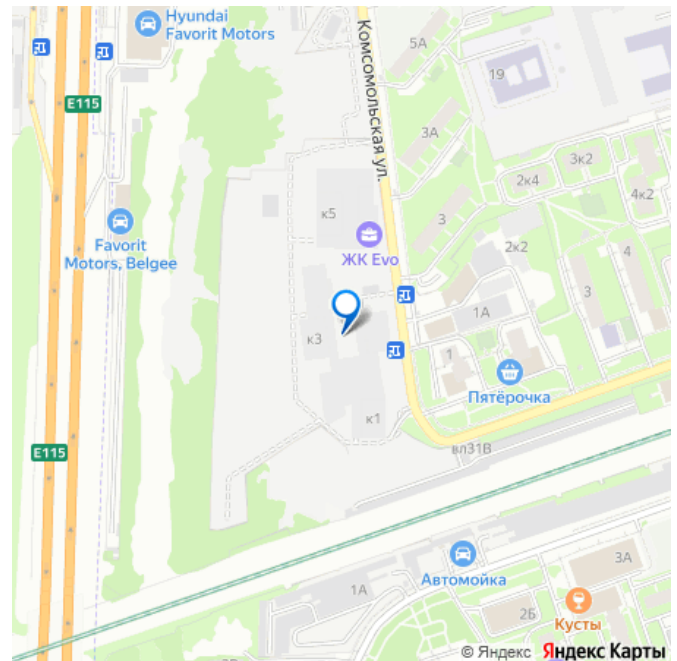 Hyundai
Favorit Motors
E115
Комсомольская ул.
5А
19
3А
3к2
2к4
4к2
к5
3
ЖК Evo
2к2
4
Favorit
Motors, Belgee
3
1А
к3
1
Пятёрочка
к1
E115
вл31В
Автомойка
3А
1А
2Б
Кусты
© Яндекс Яндекс Карты